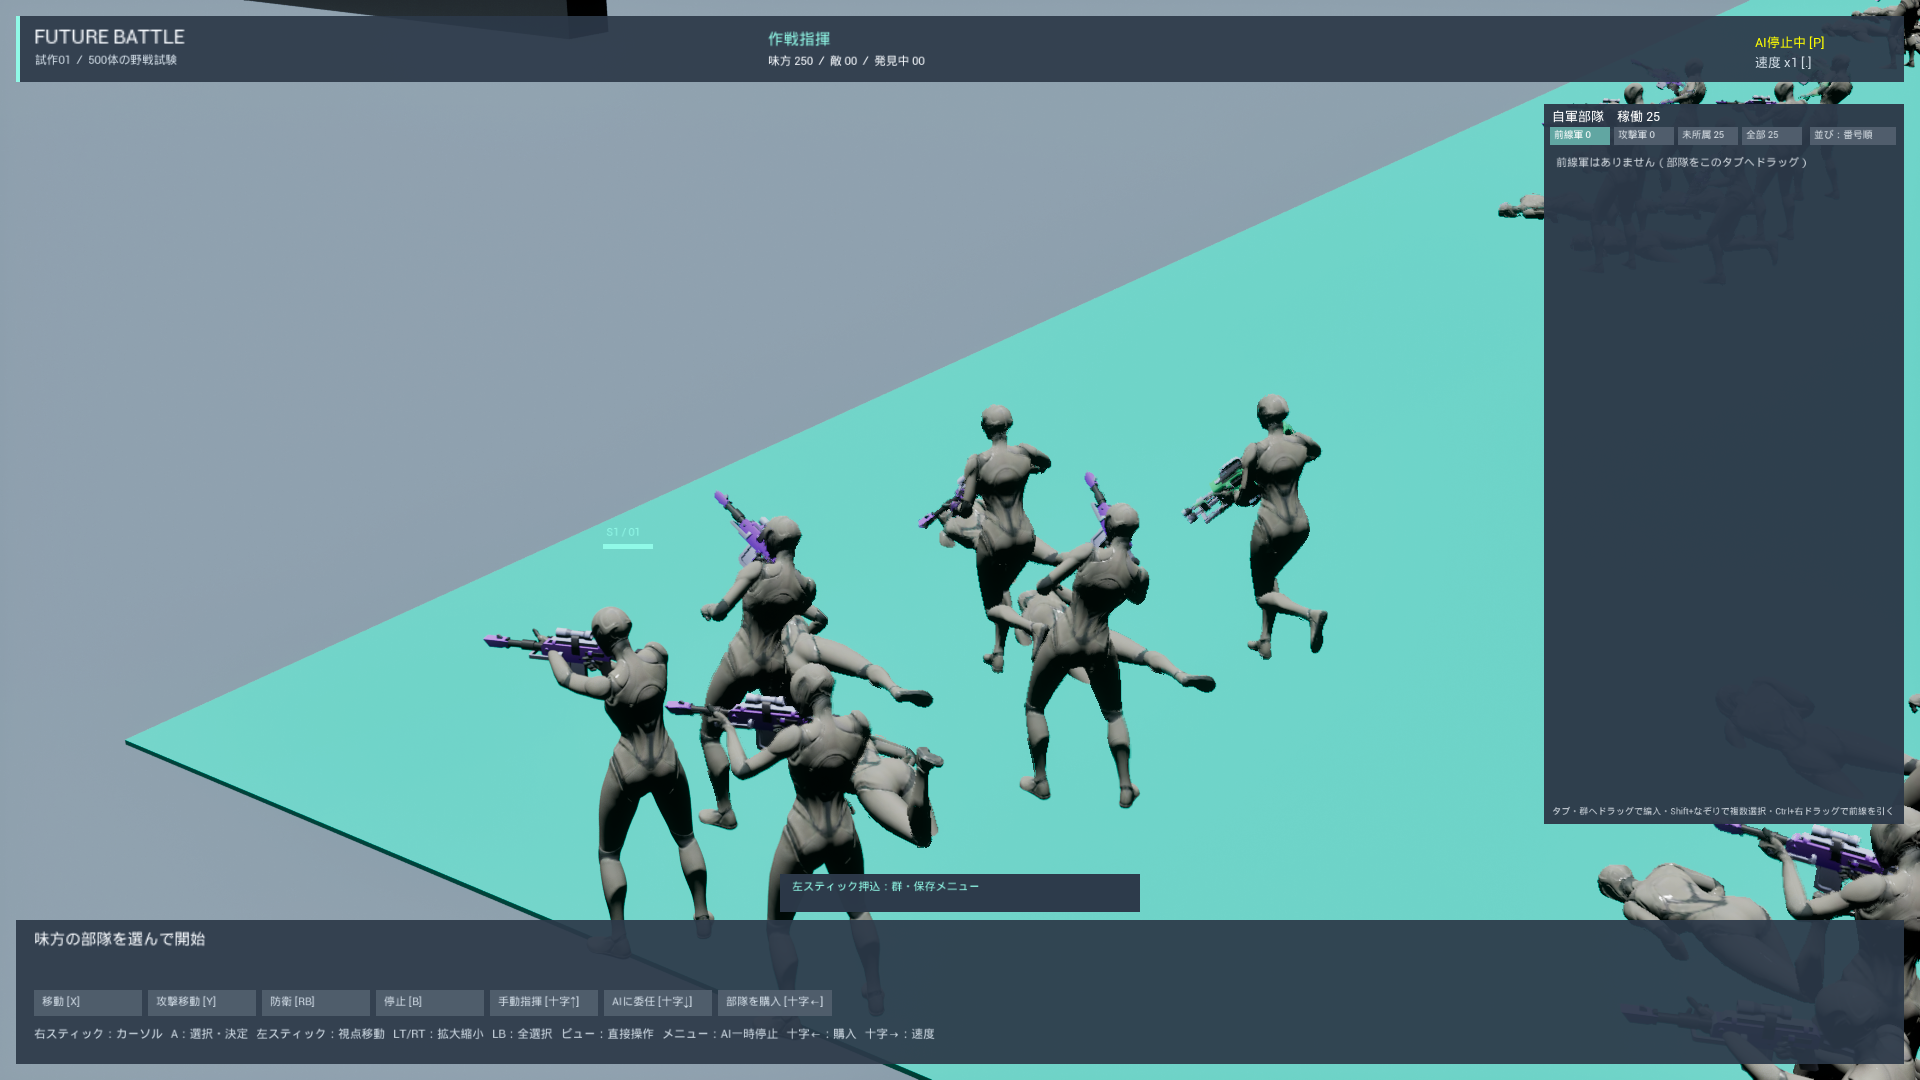 FUTURE BATTLE
試作01 / 500体の野戦試験
作戦指揮
味方 250 / 敵 00 / 発見中 00
AI停止中 [P]
速度 x1 [.]
自軍部隊 稼働 25
前線軍 0 攻撃軍 0 未所属 25 全部 25 並び：番号順
前線軍はありません ( 部隊をこのタブへドラッグ )
S1 / 01
タブ・群へドラッグで編入・Shift+なぞりで複数選択・Ctrl+右ドラッグで前線を引く
左スティック押込：群・保存メニュー
味方の部隊を選んで開始
移動 [X] 攻撃移動 [Y] 防衛 [RB] 停止 [B] 手動指揮 [十字↑] AIに委任 [十字↓] 部隊を購入 [十字←]
右スティック：カーソル A：選択・決定 左スティック：視点移動 LT/RT：拡大縮小 LB：全選択 ビュー：直接操作 メニュー：AI一時停止 十字←：購入 十字→：速度